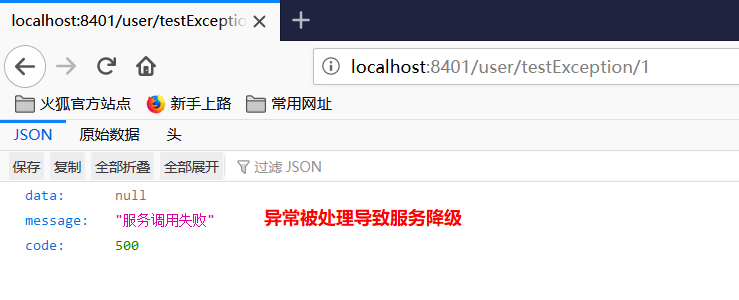 localhost:8401/user/testExceptio
localhost:8401/user/testException/1
火狐官方站点 新手上路 常用网址
JSON 原始数据 头
保存 复制 全部折叠 全部展开 过滤 JSON
data: null
message: "服务调用失败" 异常被处理导致服务降级
code: 500